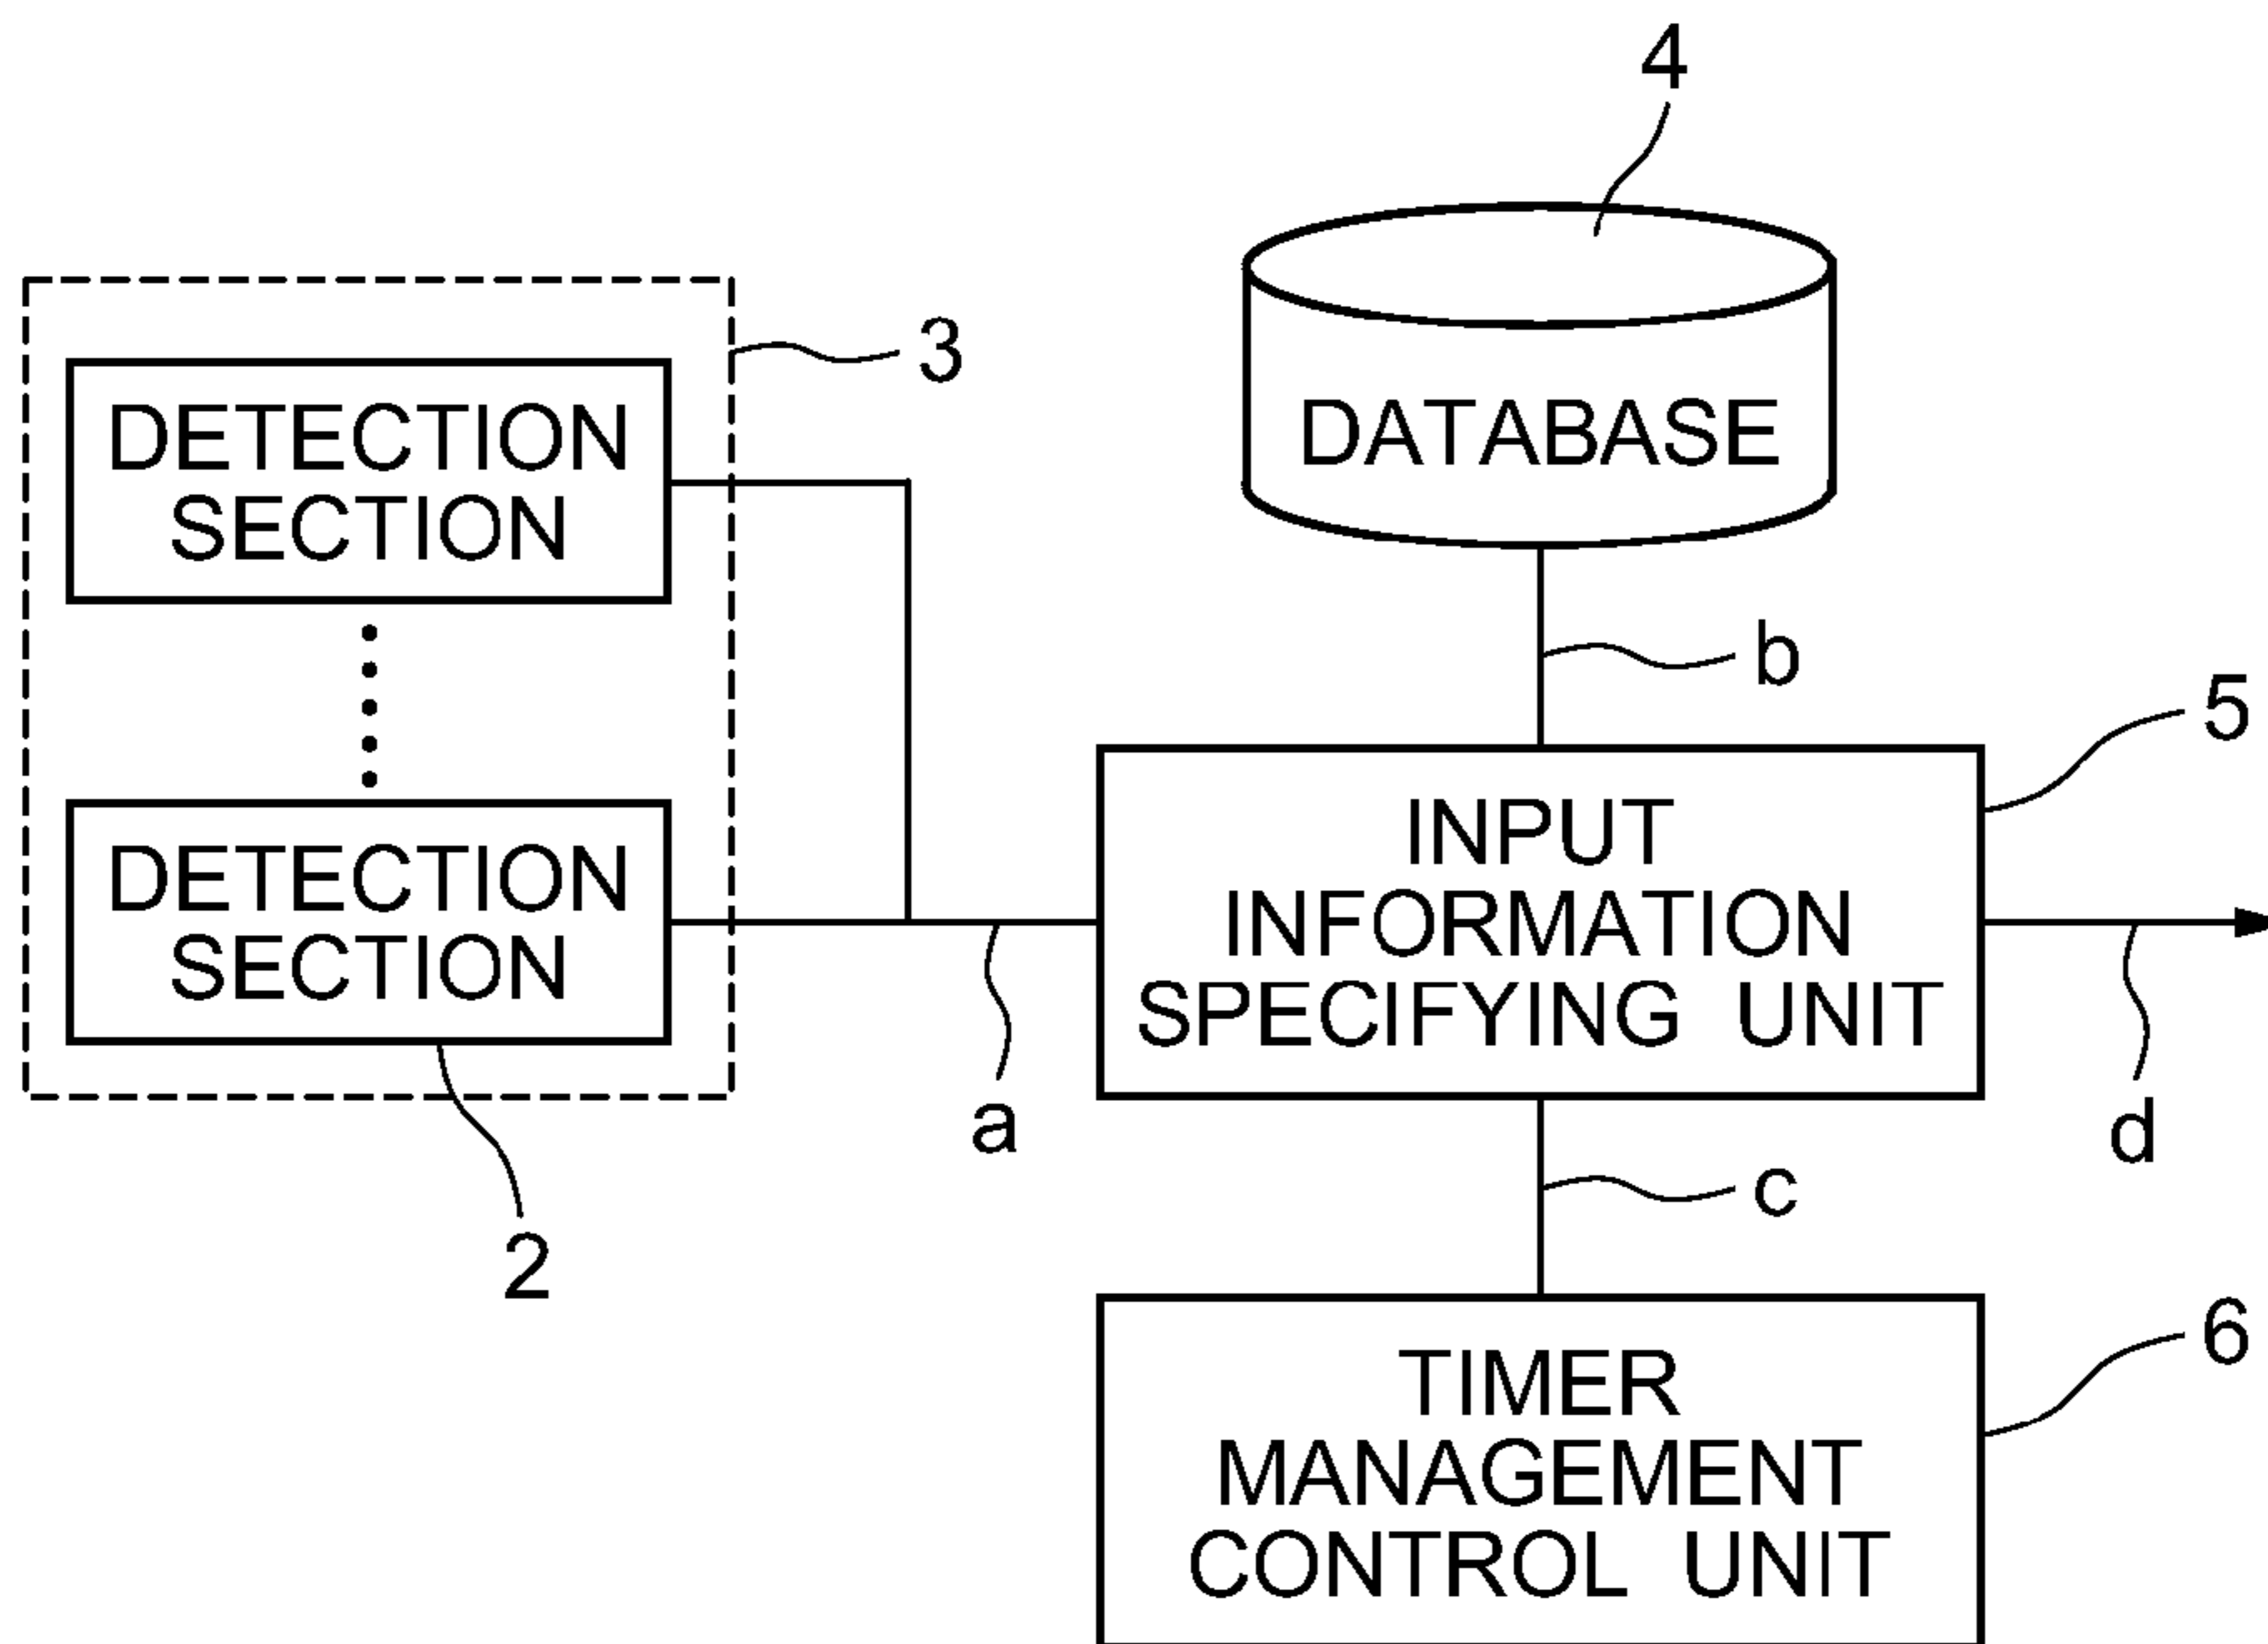 4
3
DETECTION
SECTION
DATABASE
b
5
DETECTION
SECTION
INPUT
INFORMATION
SPECIFYING UNIT
a
d
c
2
6
TIMER
MANAGEMENT
CONTROL UNIT